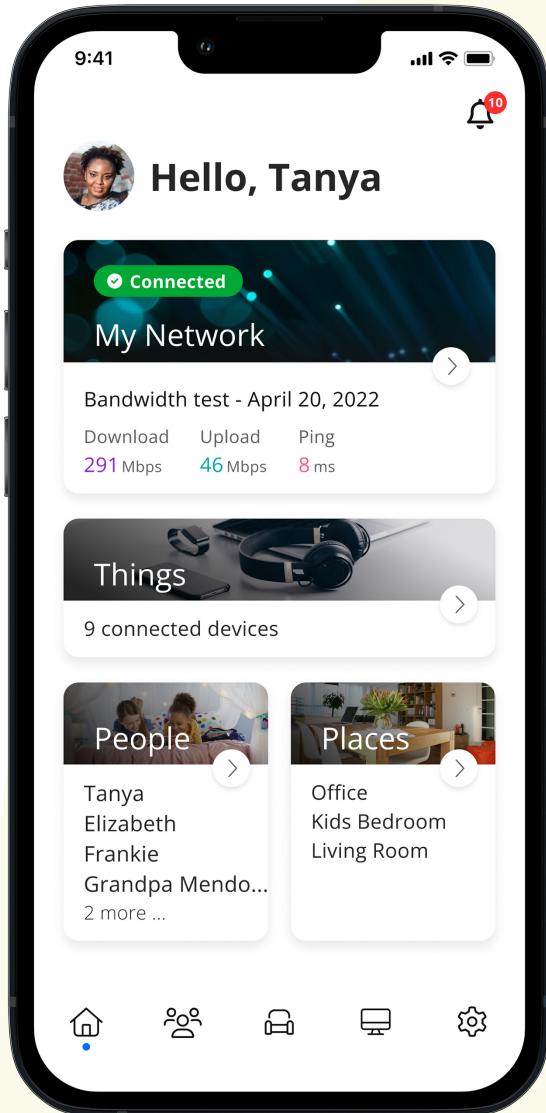 9:41
10
Hello, Tanya
Connected
My Network
Bandwidth test - April 20, 2022
Download Upload Ping
291 Mbps 46 Mbps 8 ms
Things
9 connected devices
People
Tanya
Elizabeth
Frankie
Grandpa Mendo...
2 more ...
Places
Office
Kids Bedroom
Living Room